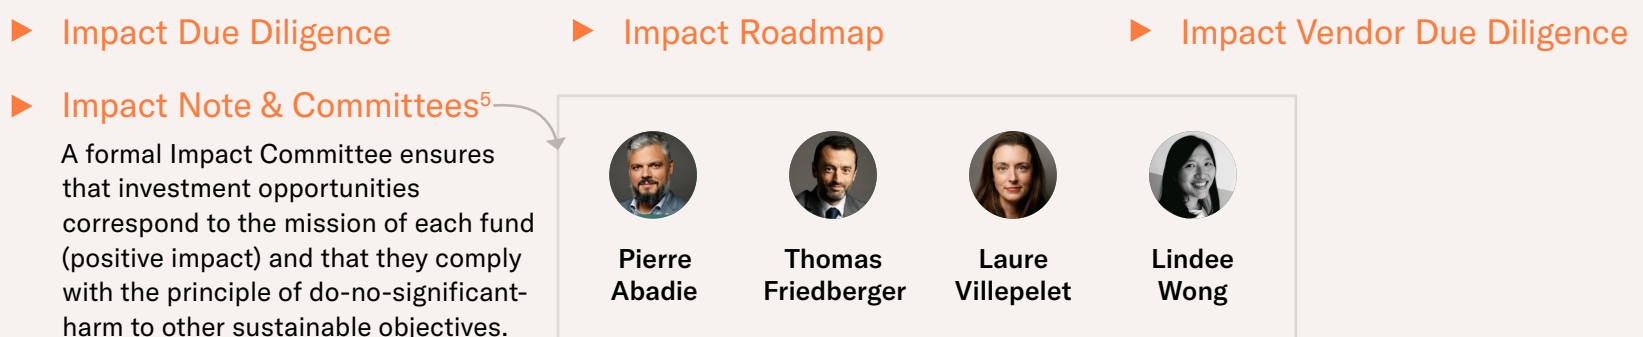 Impact Due Diligence
Impact Roadmap
Impact Vendor Due Diligence
Impact Note & Committees5
A formal Impact Committee ensures
that investment opportunities
correspond to the mission of each fund
(positive impact) and that they comply
with the principle of do-no-significant-
harm to other sustainable objectives.
Pierre
Abadie
Thomas
Friedberger
Laure
Villepelet
Lindee
Wong